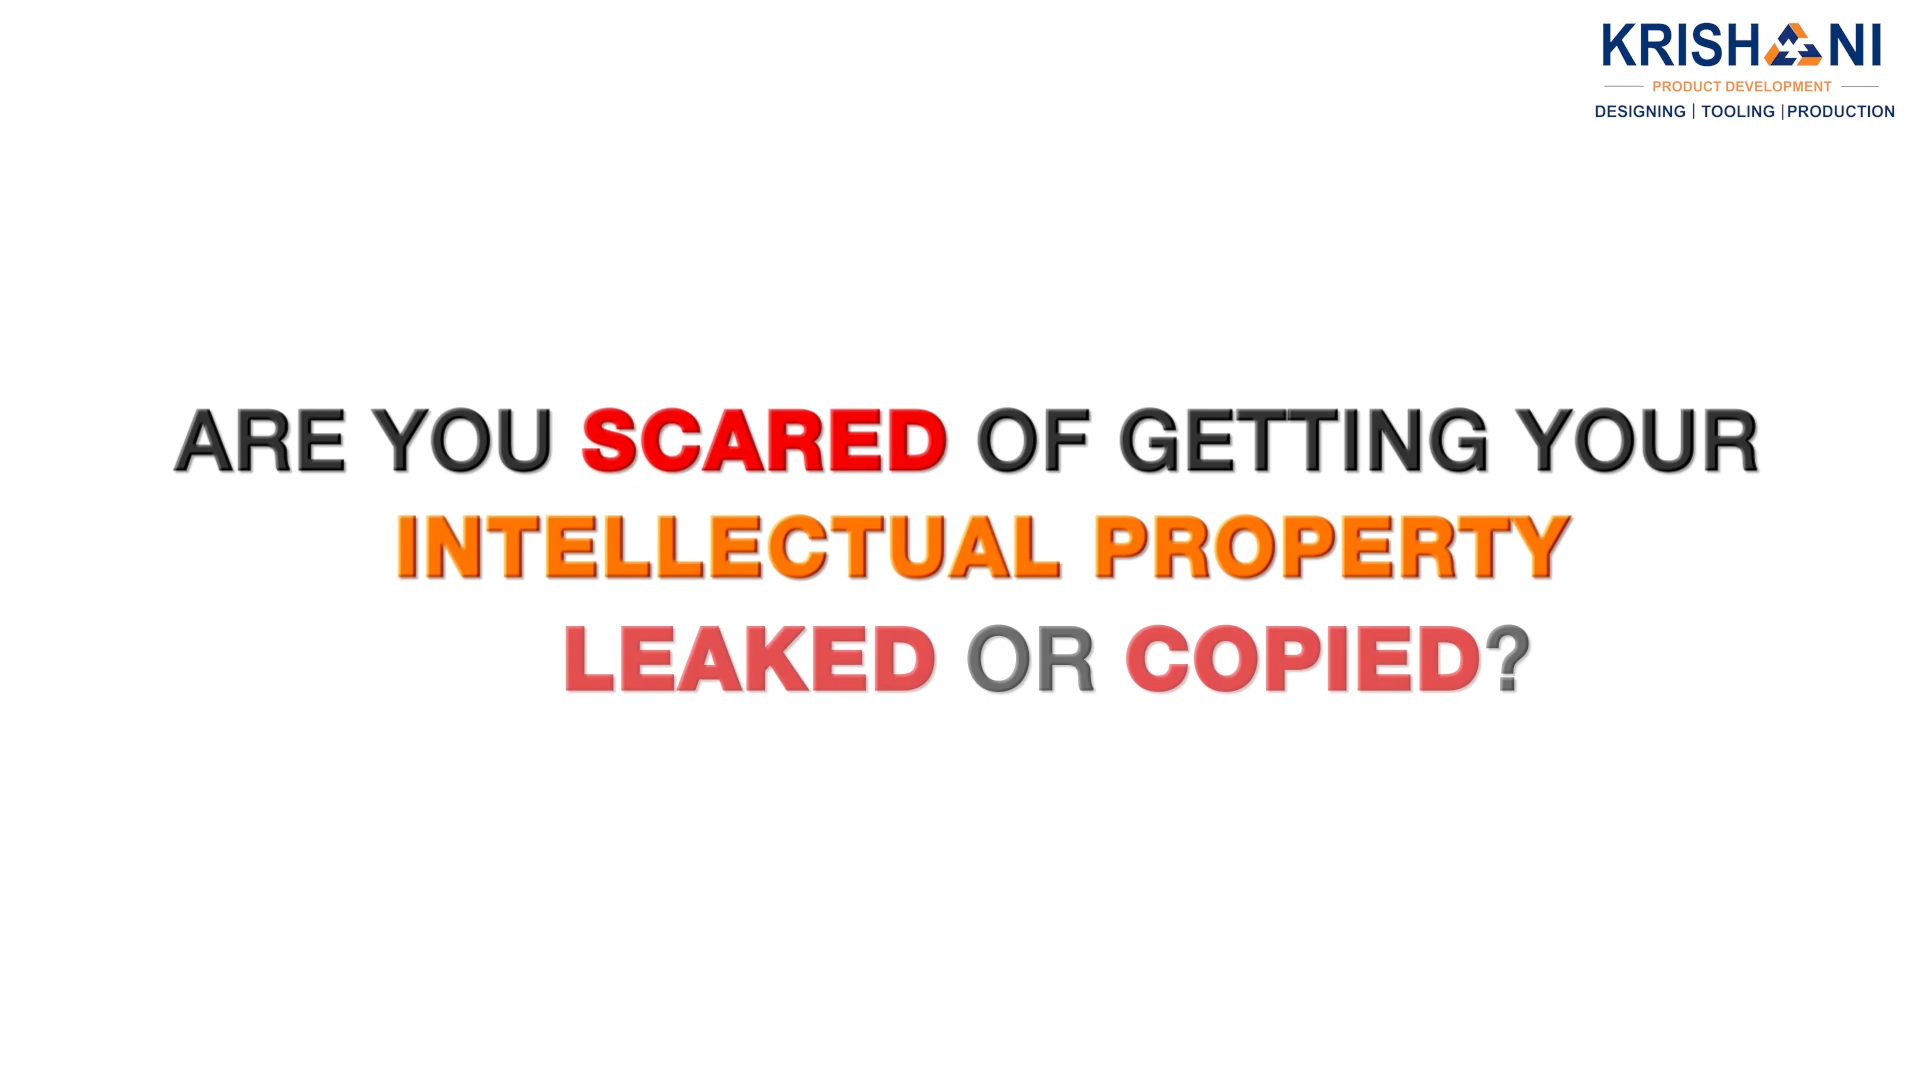 KRISHANI
PRODUCT DEVELOPMENT
DESIGNING | TOOLING | PRODUCTION
ARE YOU SCARED OF GETTING YOUR
INTELLECTUAL PROPERTY
LEAKED OR COPIED?